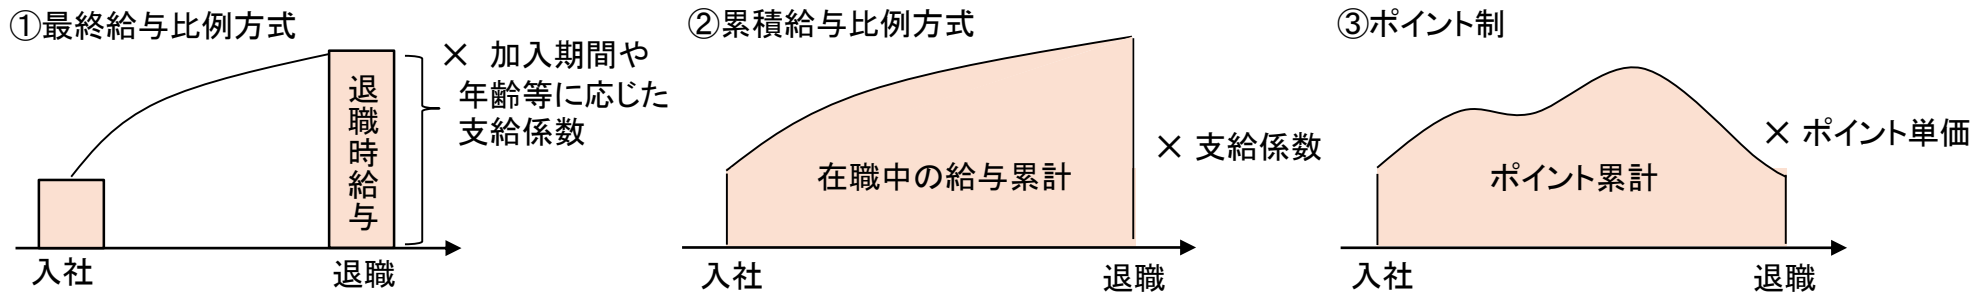 ①最終給与比例方式
× 加入期間や
年齢等に応じた
支給係数
退職時給与
入社
退職
②累積給与比例方式
在職中の給与累計
× 支給係数
入社
退職
③ポイント制
ポイント累計
× ポイント単価
入社
退職